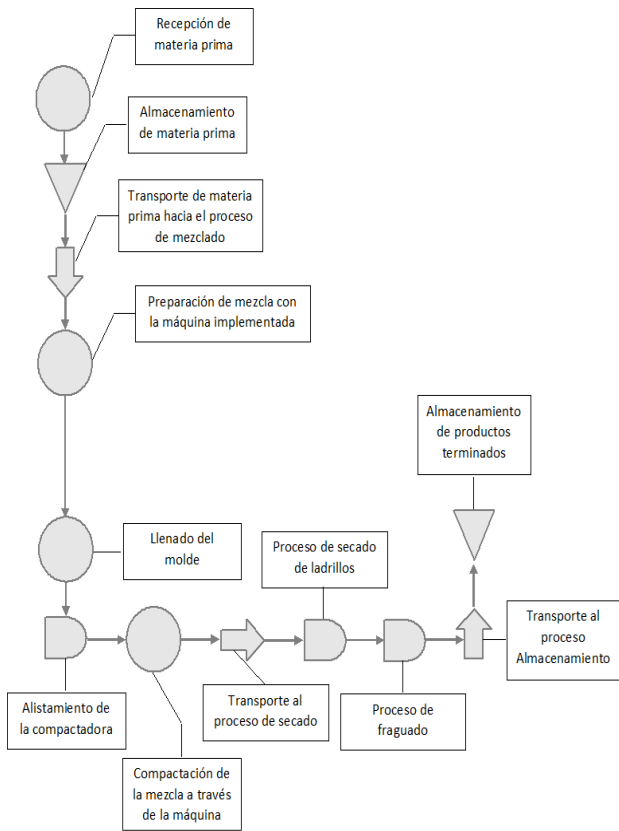 Recepción de
materia prima
Almacenamiento
de materia prima
Transporte de materia
prima hacia el proceso
de mezclado
Preparación de mezcla con
la máquina implementada
Almacenamiento
de productos
terminados
Llenado del
molde
Proceso de secado
de ladrillos
Transporte al
proceso
Almacenamiento
Alistamiento de
la compactadora
Transporte al
proceso de secado
Proceso de
fraguado
Compactación de
la mezcla a través
de la máquina